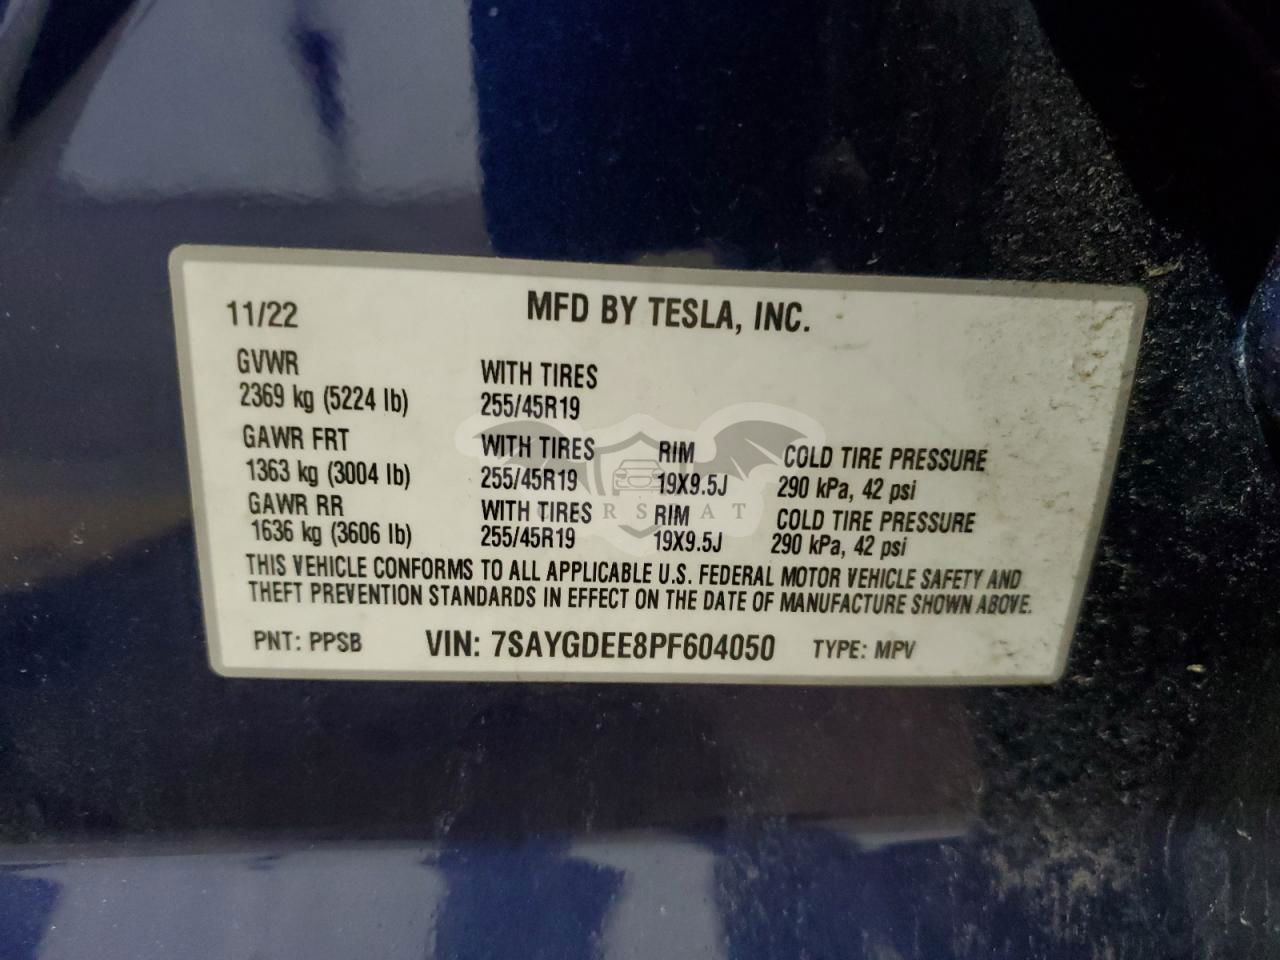 11/22 MFD BY TESLA, INC.
GVWR WITH TIRES
2369 kg (5224 lb) 255/45R19
GAWR FRT WITH TIRES RIM COLD TIRE PRESSURE
1363 kg (3004 lb) 255/45R19 19X9.5J 290 kPa, 42 psi
GAWR RR WITH TIRES RIM COLD TIRE PRESSURE
1636 kg (3606 lb) 255/45R19 19X9.5J 290 kPa, 42 psi
THIS VEHICLE CONFORMS TO ALL APPLICABLE U.S. FEDERAL MOTOR VEHICLE SAFETY AND
THEFT PREVENTION STANDARDS IN EFFECT ON THE DATE OF MANUFACTURE SHOWN ABOVE.
PNT: PPSB VIN: 7SAYGDEE8PF604050 TYPE: MPV